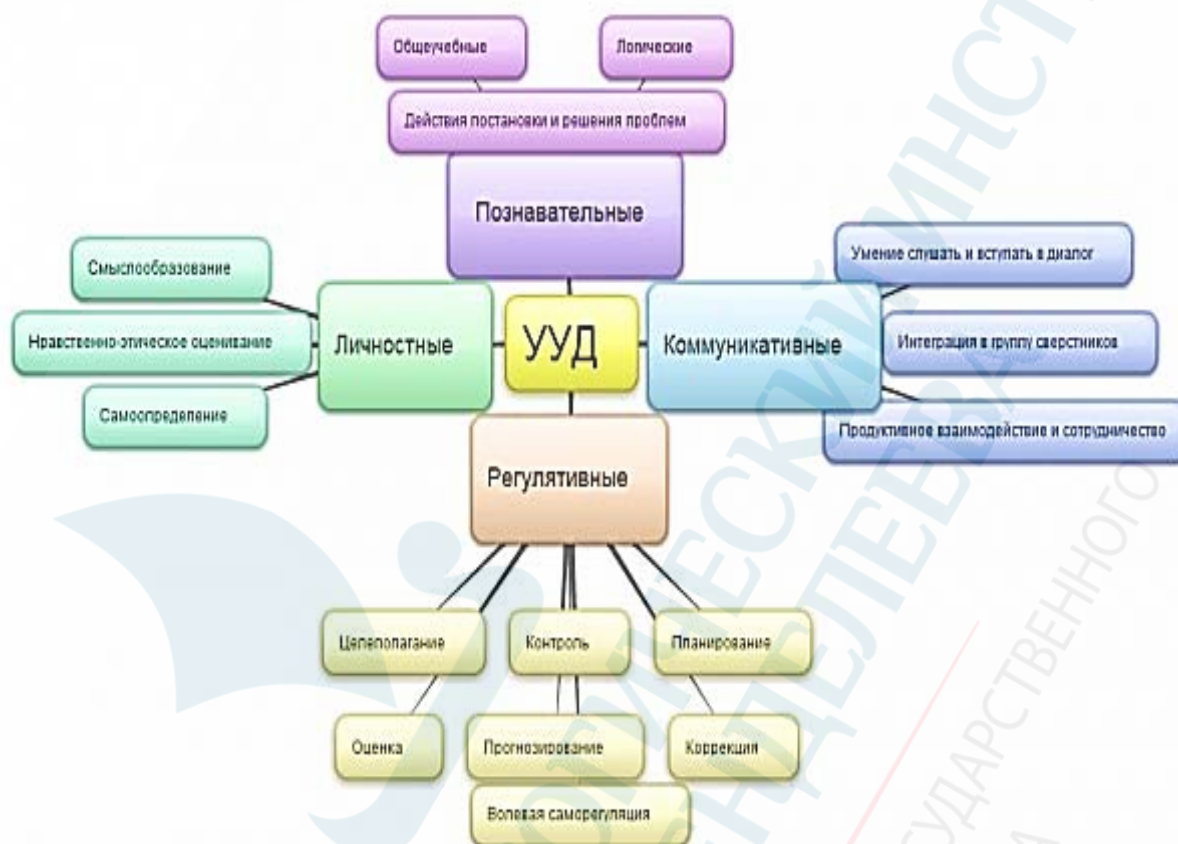 Общеучебные
Логические
Действия постановки и решения проблем
Познавательные
Смыслообразование
Нравственно-этическое оценивание
Самоопределение
Личностные
УУД
Коммуникативные
Умение слушать и вступать в диалог
Интеграция в группу сверстников
Продуктивное взаимодействие и сотрудничество
Регулятивные
Целеполагание
Контроль
Планирование
Оценка
Прогнозирование
Коррекция
Волевая саморегуляция